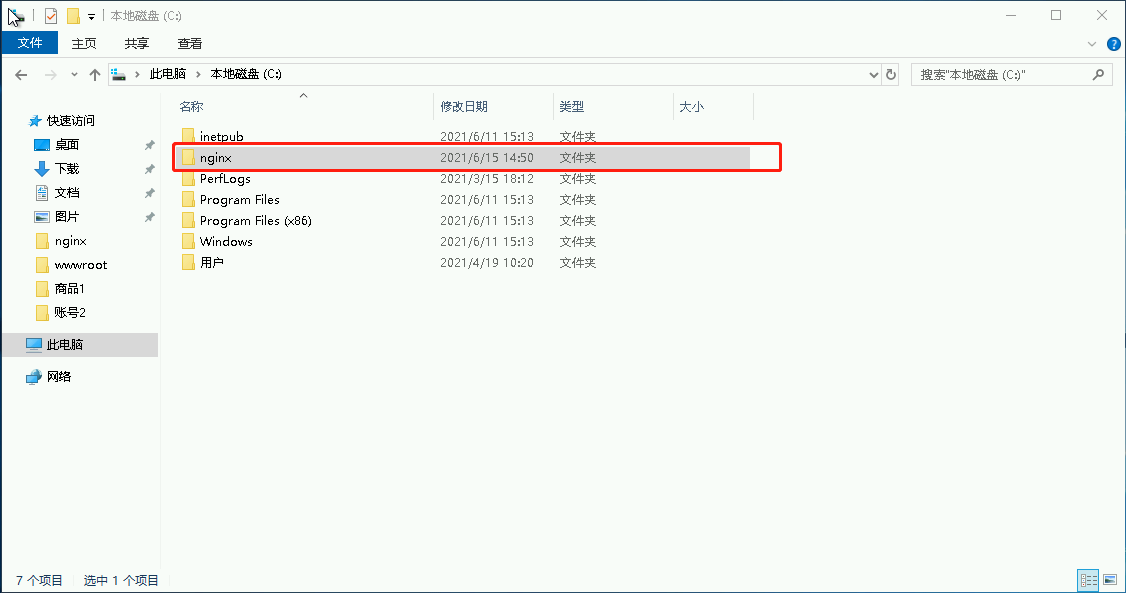 本地磁盘 (C:)
文件 主页 共享 查看
此电脑 › 本地磁盘 (C:) 搜索"本地磁盘 (C:)"
名称 修改日期 类型 大小
快速访问
桌面
下载
文档
图片
nginx
wwwroot
商品1
账号2
此电脑
网络
inetpub 2021/6/11 15:13 文件夹
nginx 2021/6/15 14:50 文件夹
PerfLogs 2021/3/15 18:12 文件夹
Program Files 2021/6/11 15:13 文件夹
Program Files (x86) 2021/6/11 15:13 文件夹
Windows 2021/6/11 15:13 文件夹
用户 2021/4/19 10:20 文件夹
7 个项目 选中 1 个项目